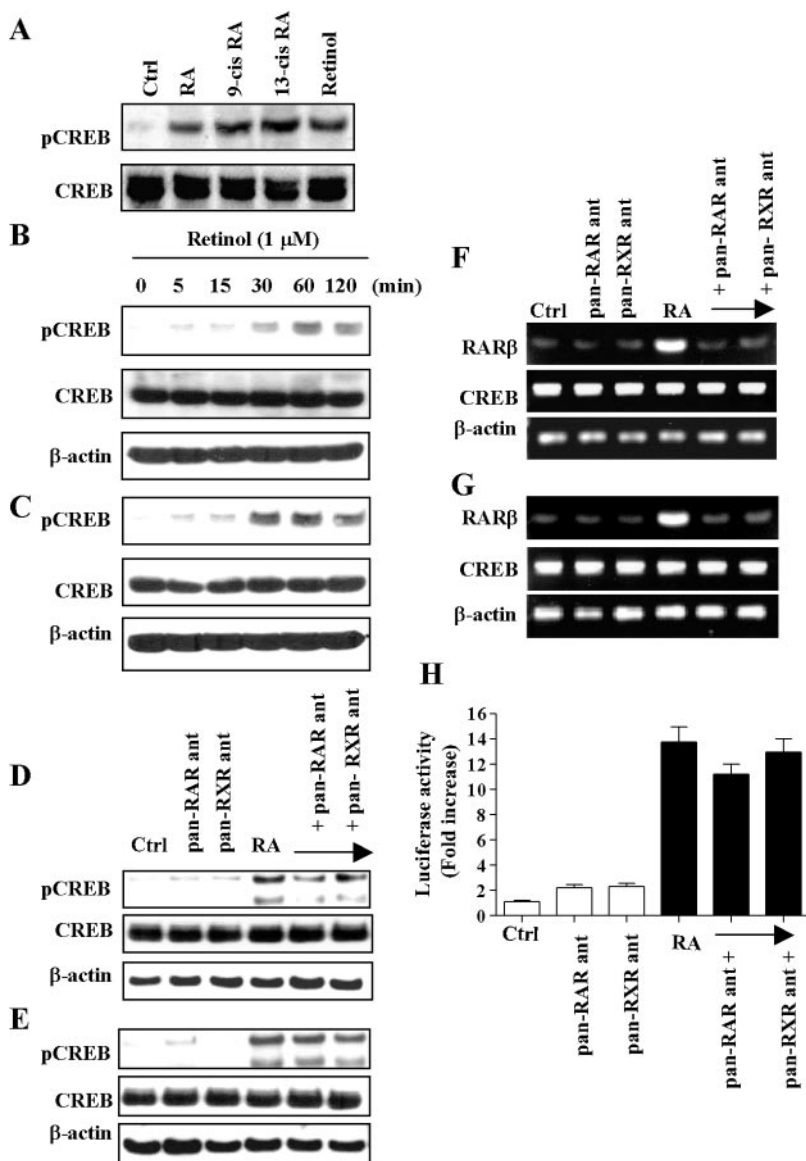 A
Ctrl
RA
9-cis RA
13-cis RA
Retinol
pCREB
CREB
B
Retinol (1 μM)
0 5 15 30 60 120 (min)
pCREB
CREB
β-actin
C
pCREB
CREB
β-actin
D
Ctrl
pan-RAR ant
pan-RXR ant
RA
+ pan-RAR ant
+ pan- RXR ant
pCREB
CREB
β-actin
E
pCREB
CREB
β-actin
F
Ctrl
pan-RAR ant
pan-RXR ant
RA
+ pan-RAR ant
+ pan- RXR ant
RARβ
CREB
β-actin
G
RARβ
CREB
β-actin
H
Luciferase activity
(Fold increase)
16
14
12
10
8
6
4
2
0
Ctrl
pan-RAR ant
pan-RXR ant
RA
pan-RAR ant +
pan-RXR ant +